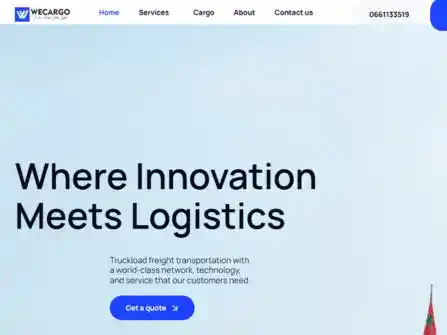 WECARGO
Home
Services
Cargo
About
Contact us
0661133519
Where Innovation
Meets Logistics
Truckload freight transportation with
a world-class network, technology,
and service that our customers need.
Get a quote